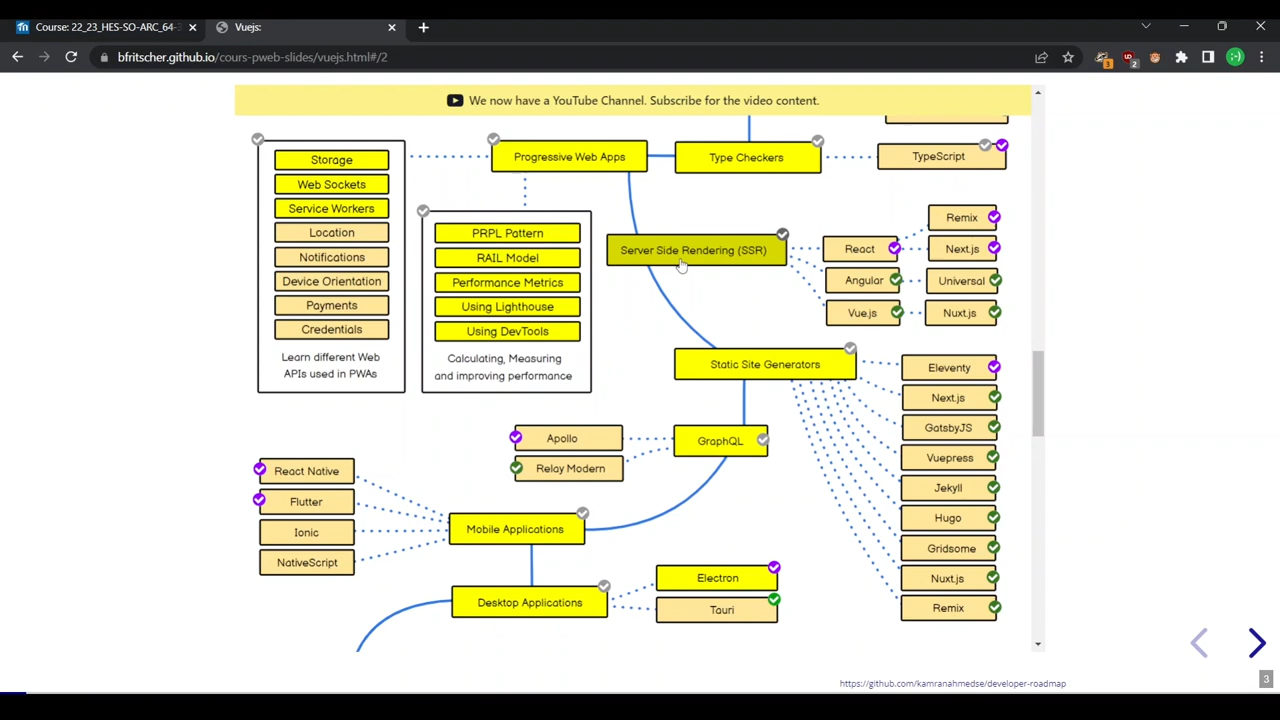 Course: 22_23_HES-SO-ARC_64-
Vuejs:
bfritscher.github.io/cours-pweb-slides/vuejs.html#/2
3
2
:-)
We now have a YouTube Channel. Subscribe for the video content.
Storage
Web Sockets
Service Workers
Location
Notifications
Device Orientation
Payments
Credentials
Learn different Web
APIs used in PWAs
Progressive Web Apps
Type Checkers
TypeScript
PRPL Pattern
RAIL Model
Performance Metrics
Using Lighthouse
Using DevTools
Calculating, Measuring
and improving performance
Server Side Rendering (SSR)
React
Angular
Vue.js
Remix
Next.js
Universal
Nuxt.js
Static Site Generators
Eleventy
Next.js
GatsbyJS
Vuepress
Jekyll
Hugo
Gridsome
Nuxt.js
Remix
GraphQL
Apollo
Relay Modern
Mobile Applications
React Native
Flutter
Ionic
NativeScript
Desktop Applications
Electron
Tauri
https://github.com/kamranahmedse/developer-roadmap
3